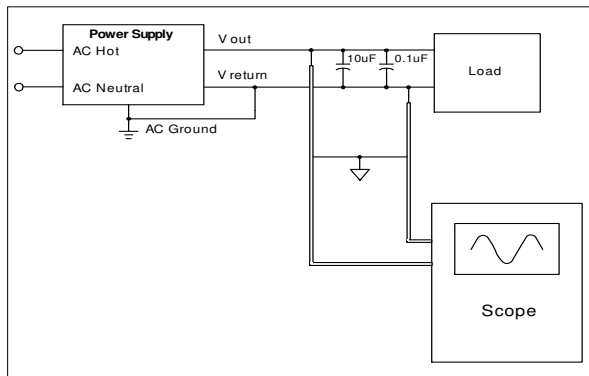 Power Supply
AC Hot
AC Neutral
V out
V return
10uF
0.1uF
Load
AC Ground
Scope